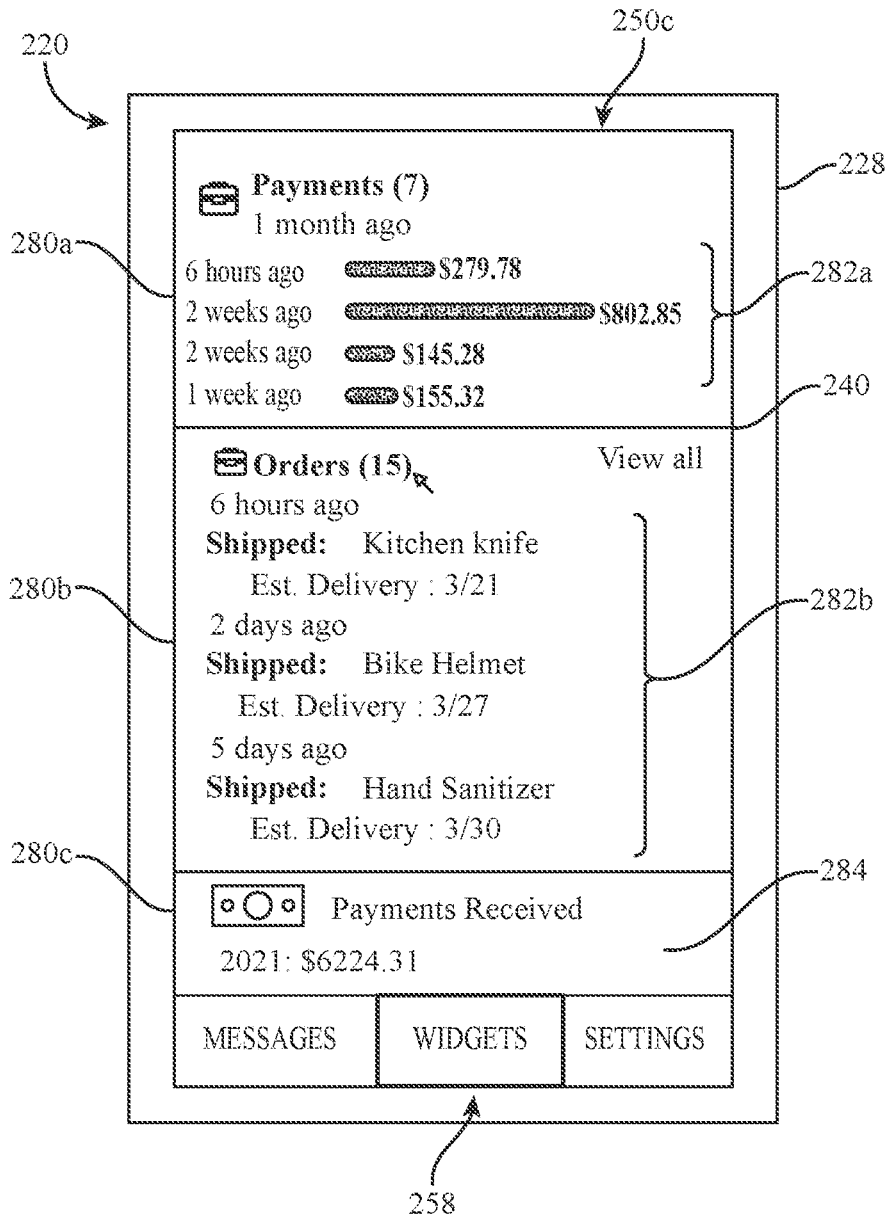 250c
220
228
Payments (7)
1 month ago
280a
6 hours ago $279.78
282a
2 weeks ago $802.85
2 weeks ago $145.28
1 week ago $155.32
240
Orders (15) View all
6 hours ago
Shipped: Kitchen knife
Est. Delivery : 3/21
280b
282b
2 days ago
Shipped: Bike Helmet
Est. Delivery : 3/27
5 days ago
Shipped: Hand Sanitizer
Est. Delivery : 3/30
280c
284
Payments Received
2021: $6224.31
MESSAGES WIDGETS SETTINGS
258